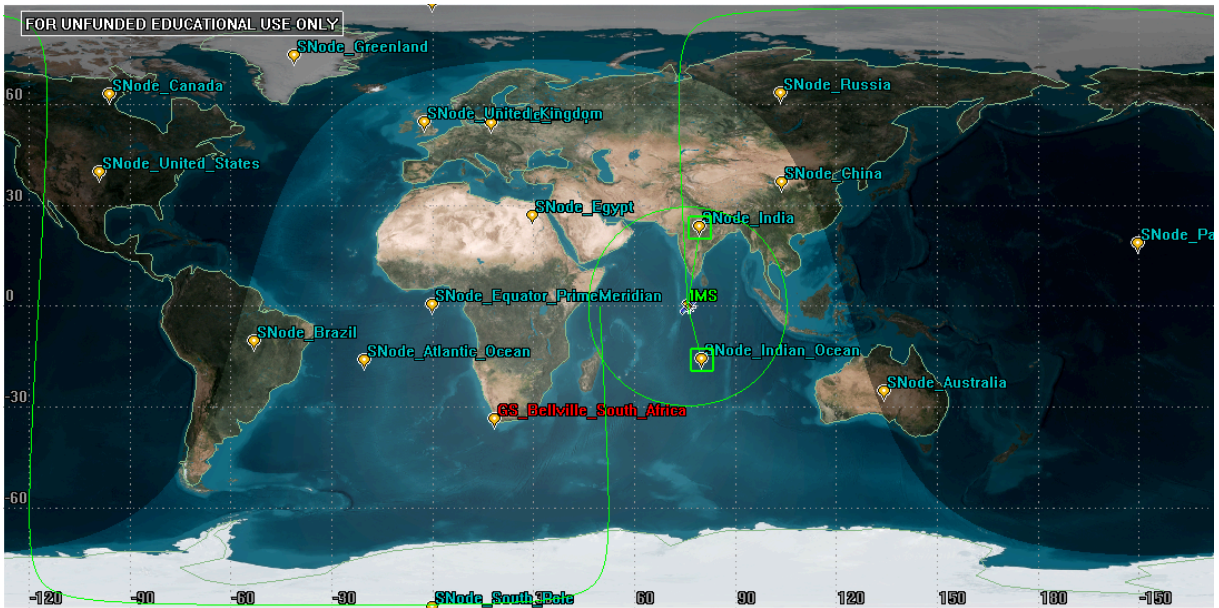 FOR UNFUNDED EDUCATIONAL USE ONLY
SNode_Greenland
SNode_Canada
SNode_Russia
60
SNode_United_Kingdom
SNode_United_States
SNode_China
30
SNode_Egypt
SNode_India
SNode_Pa
0
SNode_Equator_PrimeMeridian
IMS
SNode_Brazil
SNode_Atlantic_Ocean
SNode_Indian_Ocean
SNode_Australia
-30
GS_Bellville_South_Africa
-60
-120 -90 -60 -30 SNode_South_Pole 30 60 90 120 150 180 -150